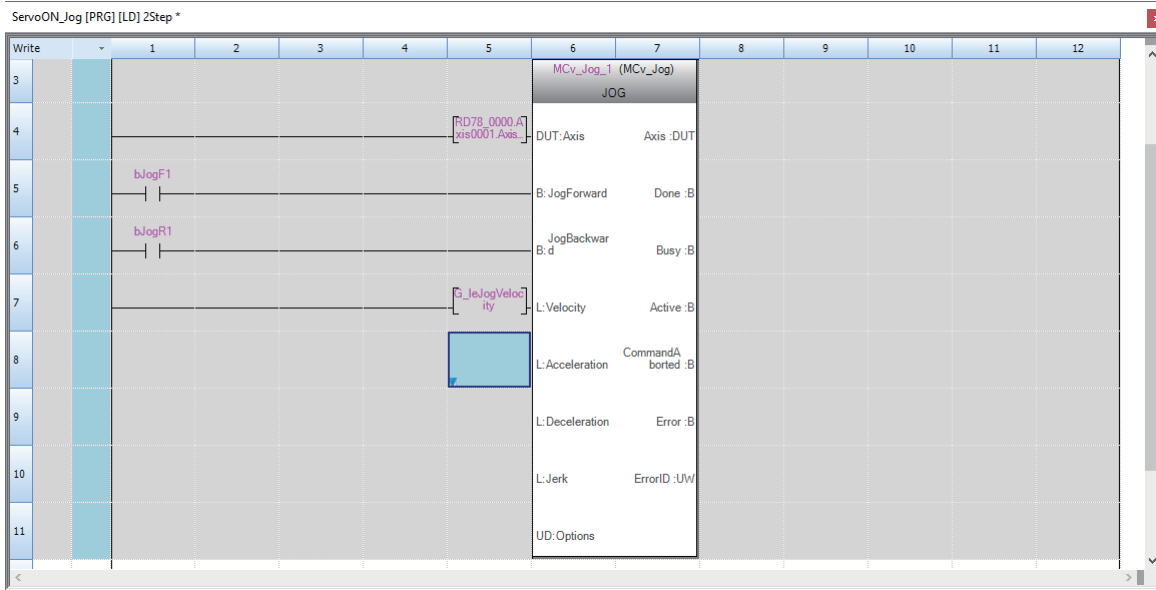 ServoON_Jog [PRG] [LD] 2Step *
Write 1 2 3 4 5 6 7 8 9 10 11 12
3
MCv_Jog_1 (MCv_Jog)
JOG
4
RD78_0000.A
xis0001.Axis...
DUT:Axis Axis :DUT
bJogF1
5
B:JogForward Done :B
bJogR1
6
JogBackwar
B:d Busy :B
7
G_leJogVeloc
ity
L:Velocity Active :B
8
CommandA
L:Acceleration borted :B
9
L:Deceleration Error :B
10
L:Jerk ErrorID :UW
11
UD:Options